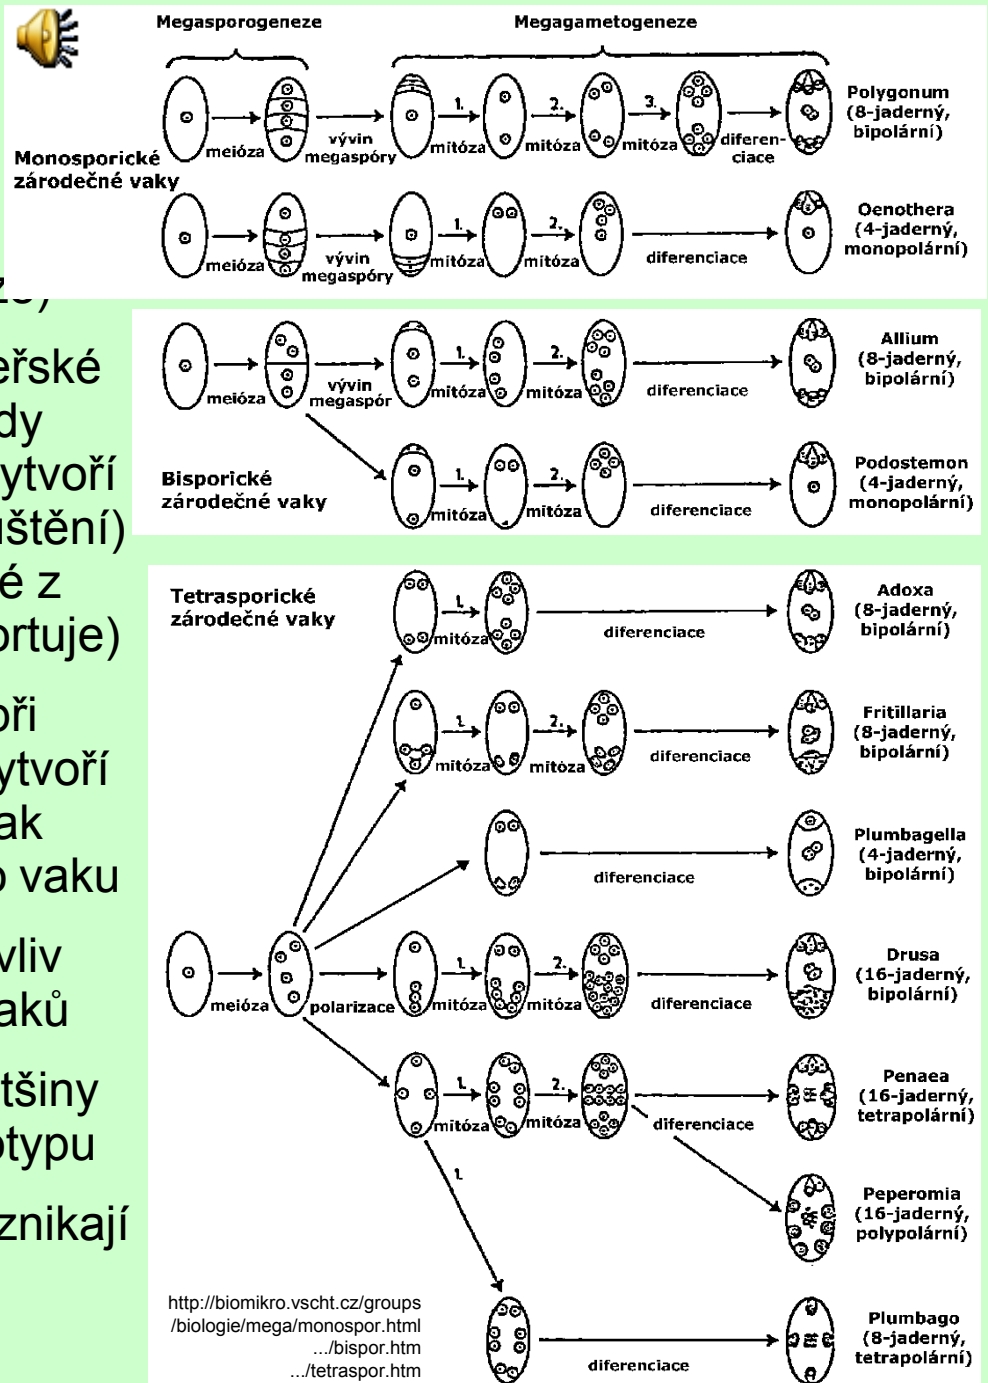 Megasporogeneze
Megagametogeneze
1.
2.
3.
meióza
vývin
megaspóry
mitóza
mitóza
mitóza
diferen-
ciace
Polygonum
(8-jaderný,
bipolární)
Monosporické
zárodečné vaky
1.
2.
meióza
vývin
megaspóry
mitóza
mitóza
diferenciace
Oenothera
(4-jaderný,
monopolární)
1.
2.
meióza
vývin
megaspór
mitóza
mitóza
diferenciace
Allium
(8-jaderný,
bipolární)
Bisporické
zárodečné vaky
1.
2.
mitóza
mitóza
diferenciace
Podostemon
(4-jaderný,
monopolární)
eřské
dy
ytvoří
uštění)
é z
ortuje)
při
ytvoří
ak
o vaku
vliv
aků
tšiny
otypu
znikají
Tetrasporické
zárodečné vaky
1.
mitóza
diferenciace
Adoxa
(8-jaderný,
bipolární)
1.
2.
mitóza
mitóza
diferenciace
Fritillaria
(8-jaderný,
bipolární)
diferenciace
Plumbagella
(4-jaderný,
bipolární)
meióza
polarizace
1.
2.
mitóza
mitóza
diferenciace
Drusa
(16-jaderný,
bipolární)
1.
2.
mitóza
mitóza
diferenciace
Penaea
(16-jaderný,
tetrapolární)
Peperomia
(16-jaderný,
polypolární)
1.
diferenciace
Plumbago
(8-jaderný,
tetrapolární)
http://biomikro.vscht.cz/groups
/biologie/mega/monospor.html
.../bispor.htm
.../tetraspor.htm